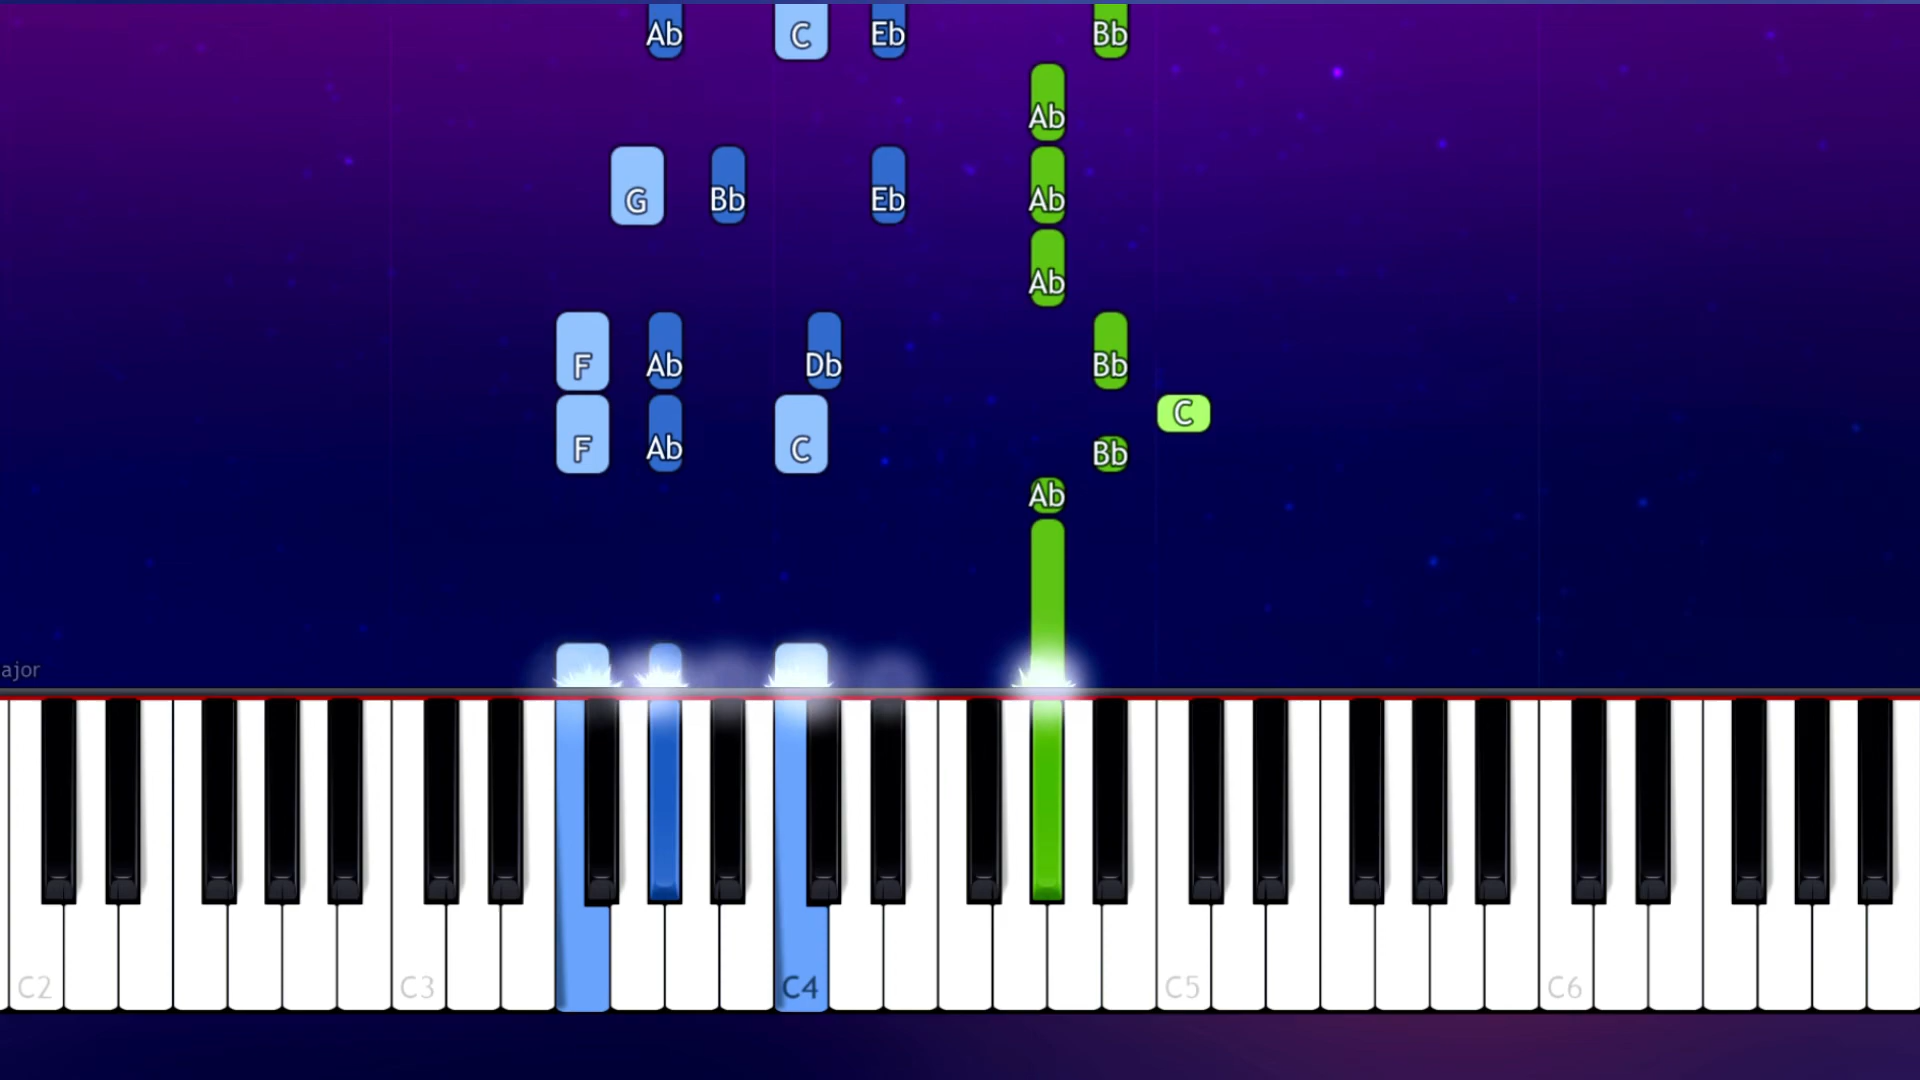 Ab C Eb Bb
Ab
G Bb Eb Ab
Ab
F Ab Db Bb
C
F Ab C Bb
Ab
ajor
C2 C3 C4 C5 C6